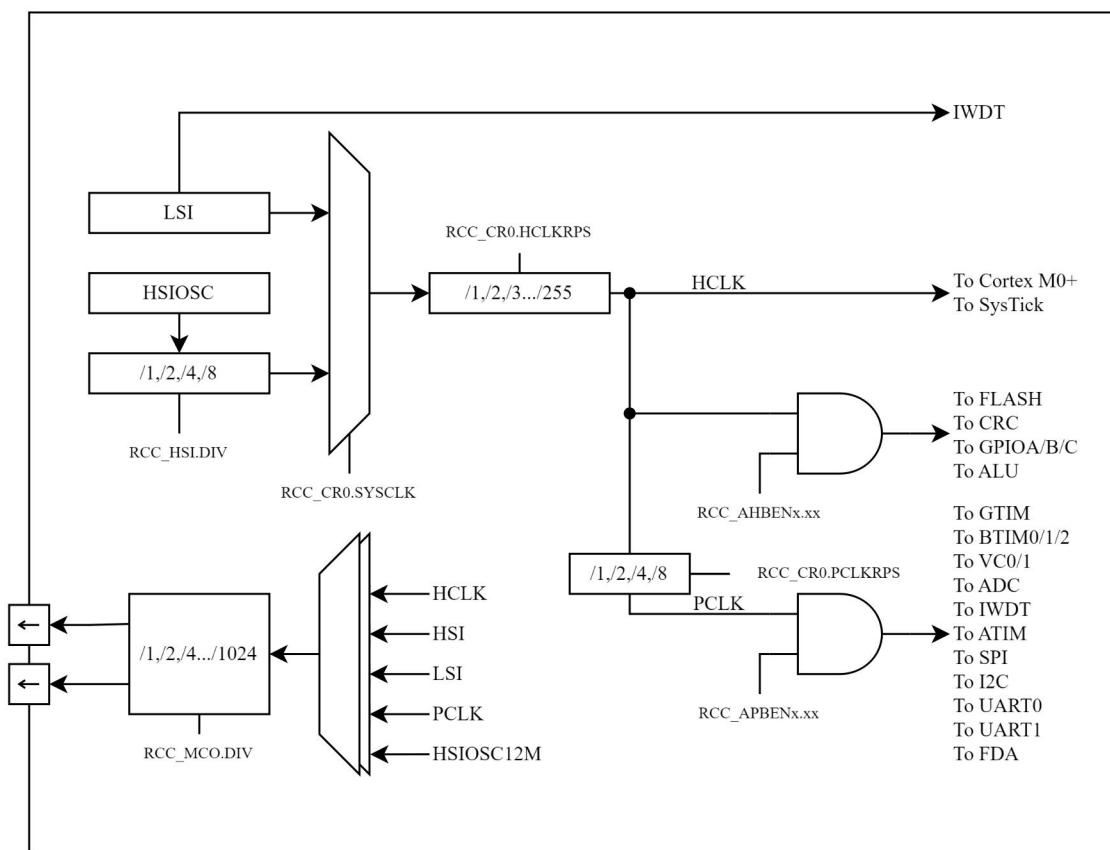 IWDT
LSI
RCC_CR0.HCLKRPS
HSIOSC
/1,/2,/3.../255
HCLK
To Cortex M0+
To SysTick
/1,/2,/4,/8
RCC_HSI.DIV
RCC_CR0.SYSCLK
To FLASH
To CRC
To GPIOA/B/C
To ALU
RCC_AHBENx.xx
/1,/2,/4,/8
RCC_CR0.PCLKRPS
PCLK
RCC_APBENx.xx
To GTIM
To BTIM0/1/2
To VC0/1
To ADC
To IWDT
To ATIM
To SPI
To I2C
To UART0
To UART1
To FDA
HCLK
HSI
LSI
PCLK
HSIOSC12M
/1,/2,/4.../1024
RCC_MCO.DIV